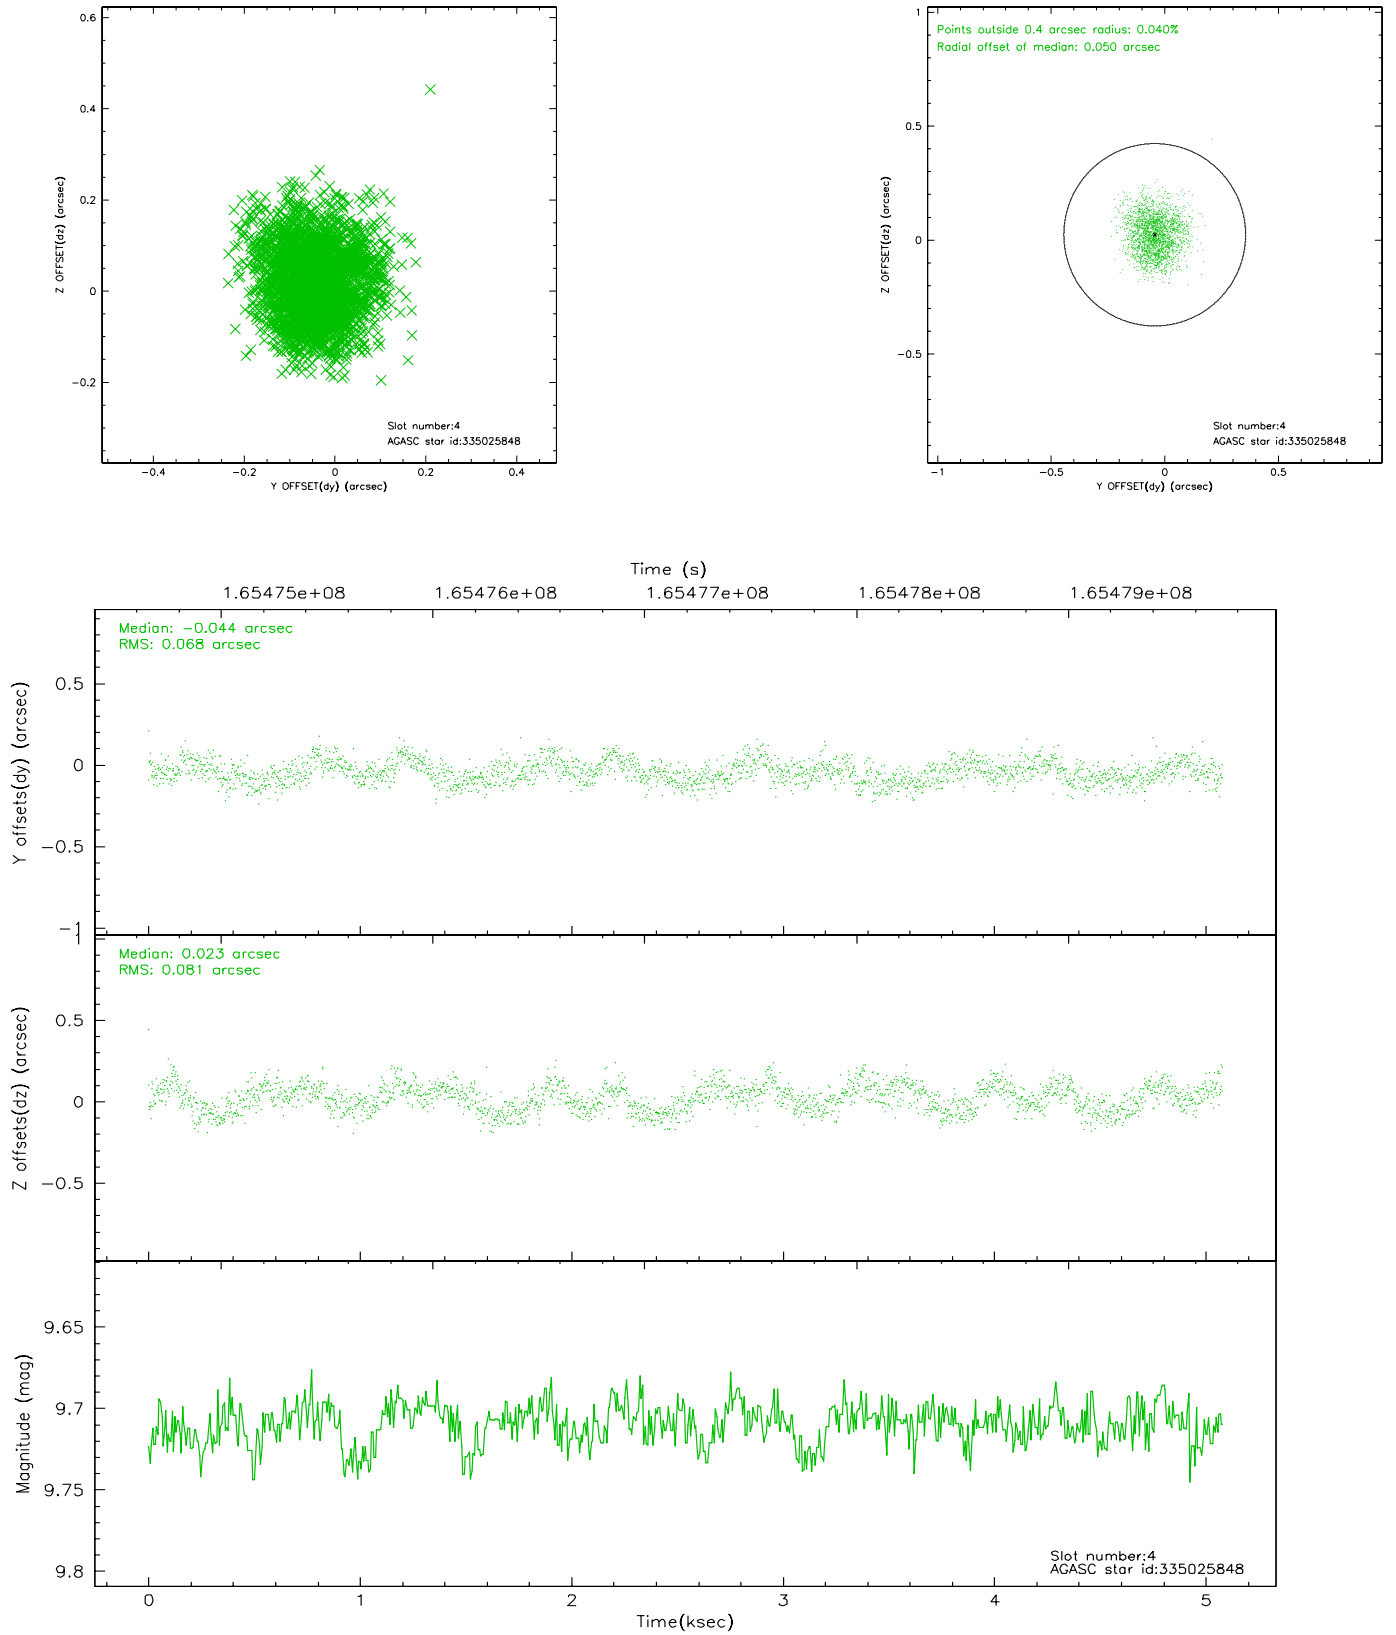 0.6
0.4
0.2
0
−0.2
Z OFFSET(dz) (arcsec)
Slot number:4
AGASC star id:335025848
−0.4 −0.2 0 0.2 0.4
Y OFFSET(dy) (arcsec)
Points outside 0.4 arcsec radius: 0.040%
Radial offset of median: 0.050 arcsec
1
0.5
0
−0.5
Z OFFSET(dz) (arcsec)
Slot number:4
AGASC star id:335025848
−1 −0.5 0 0.5
Y OFFSET(dy) (arcsec)
Time (s)
1.65475e+08 1.65476e+08 1.65477e+08 1.65478e+08 1.65479e+08
Median: −0.044 arcsec
RMS: 0.068 arcsec
0.5
0
−0.5
−1
Y offsets(dy) (arcsec)
Median: 0.023 arcsec
RMS: 0.081 arcsec
1
0.5
0
−0.5
Z offsets(dz) (arcsec)
9.65
9.7
9.75
9.8
Magnitude (mag)
Slot number:4
AGASC star id:335025848
0 1 2 3 4 5
Time(ksec)